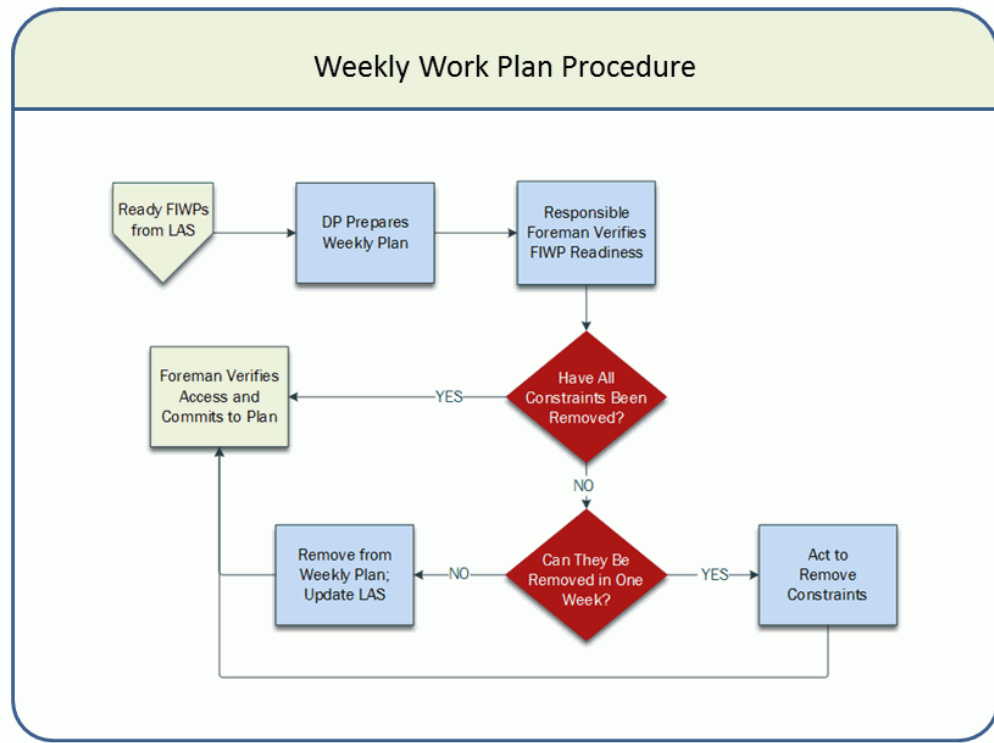 Weekly Work Plan Procedure
Ready FIWPs
from LAS
DP Prepares
Weekly Plan
Responsible
Foreman Verifies
FIWP Readiness
Have All
Constraints Been
Removed?
YES
Foreman Verifies
Access and
Commits to Plan
NO
Can They Be
Removed in One
Week?
NO
Remove from
Weekly Plan;
Update LAS
YES
Act to
Remove
Constraints